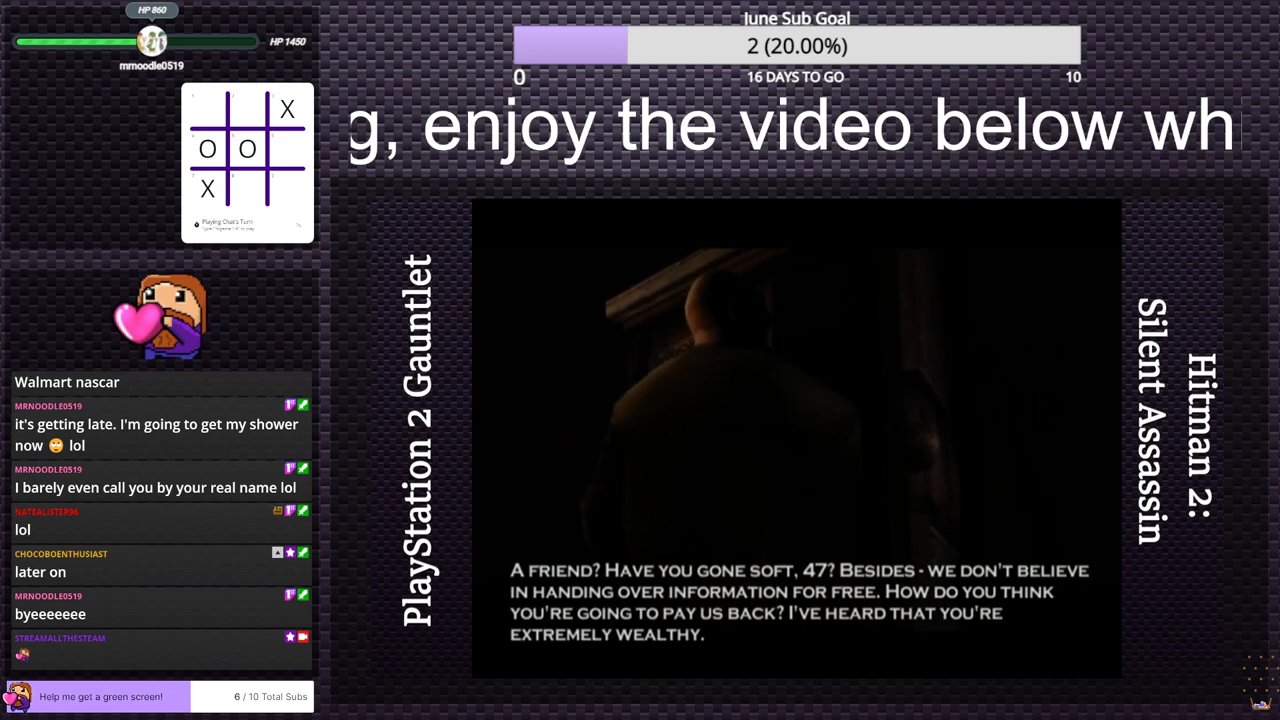 HP 860
HP 1450
mrnoodle0519
X
O O
X
Playing Chat's Turn
June Sub Goal
2 (20.00%)
0 16 DAYS TO GO 10
g, enjoy the video below wh
PlayStation 2 Gauntlet
Hitman 2:
Silent Assassin
A FRIEND? HAVE YOU GONE SOFT, 47? BESIDES - WE DON'T BELIEVE
IN HANDING OVER INFORMATION FOR FREE. HOW DO YOU THINK
YOU'RE GOING TO PAY US BACK? I'VE HEARD THAT YOU'RE
EXTREMELY WEALTHY.
Walmart nascar
MRNOODLE0519
it's getting late. I'm going to get my shower
now 🙄 lol
MRNOODLE0519
I barely even call you by your real name lol
NATEALISTER96
lol
CHOCOBOENTHUSIAST
later on
MRNOODLE0519
byeeeeeee
STREAMALLTHESTEAM
Help me get a green screen! 6 / 10 Total Subs